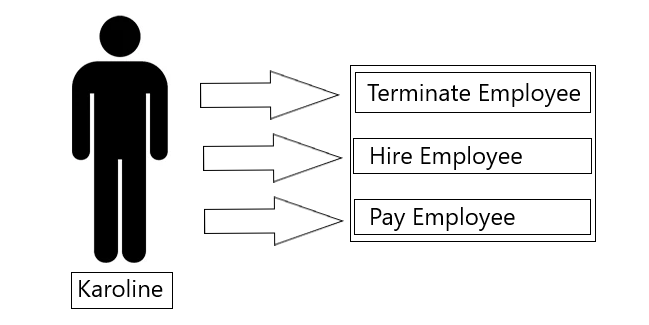 Terminate Employee
Hire Employee
Pay Employee
Karoline